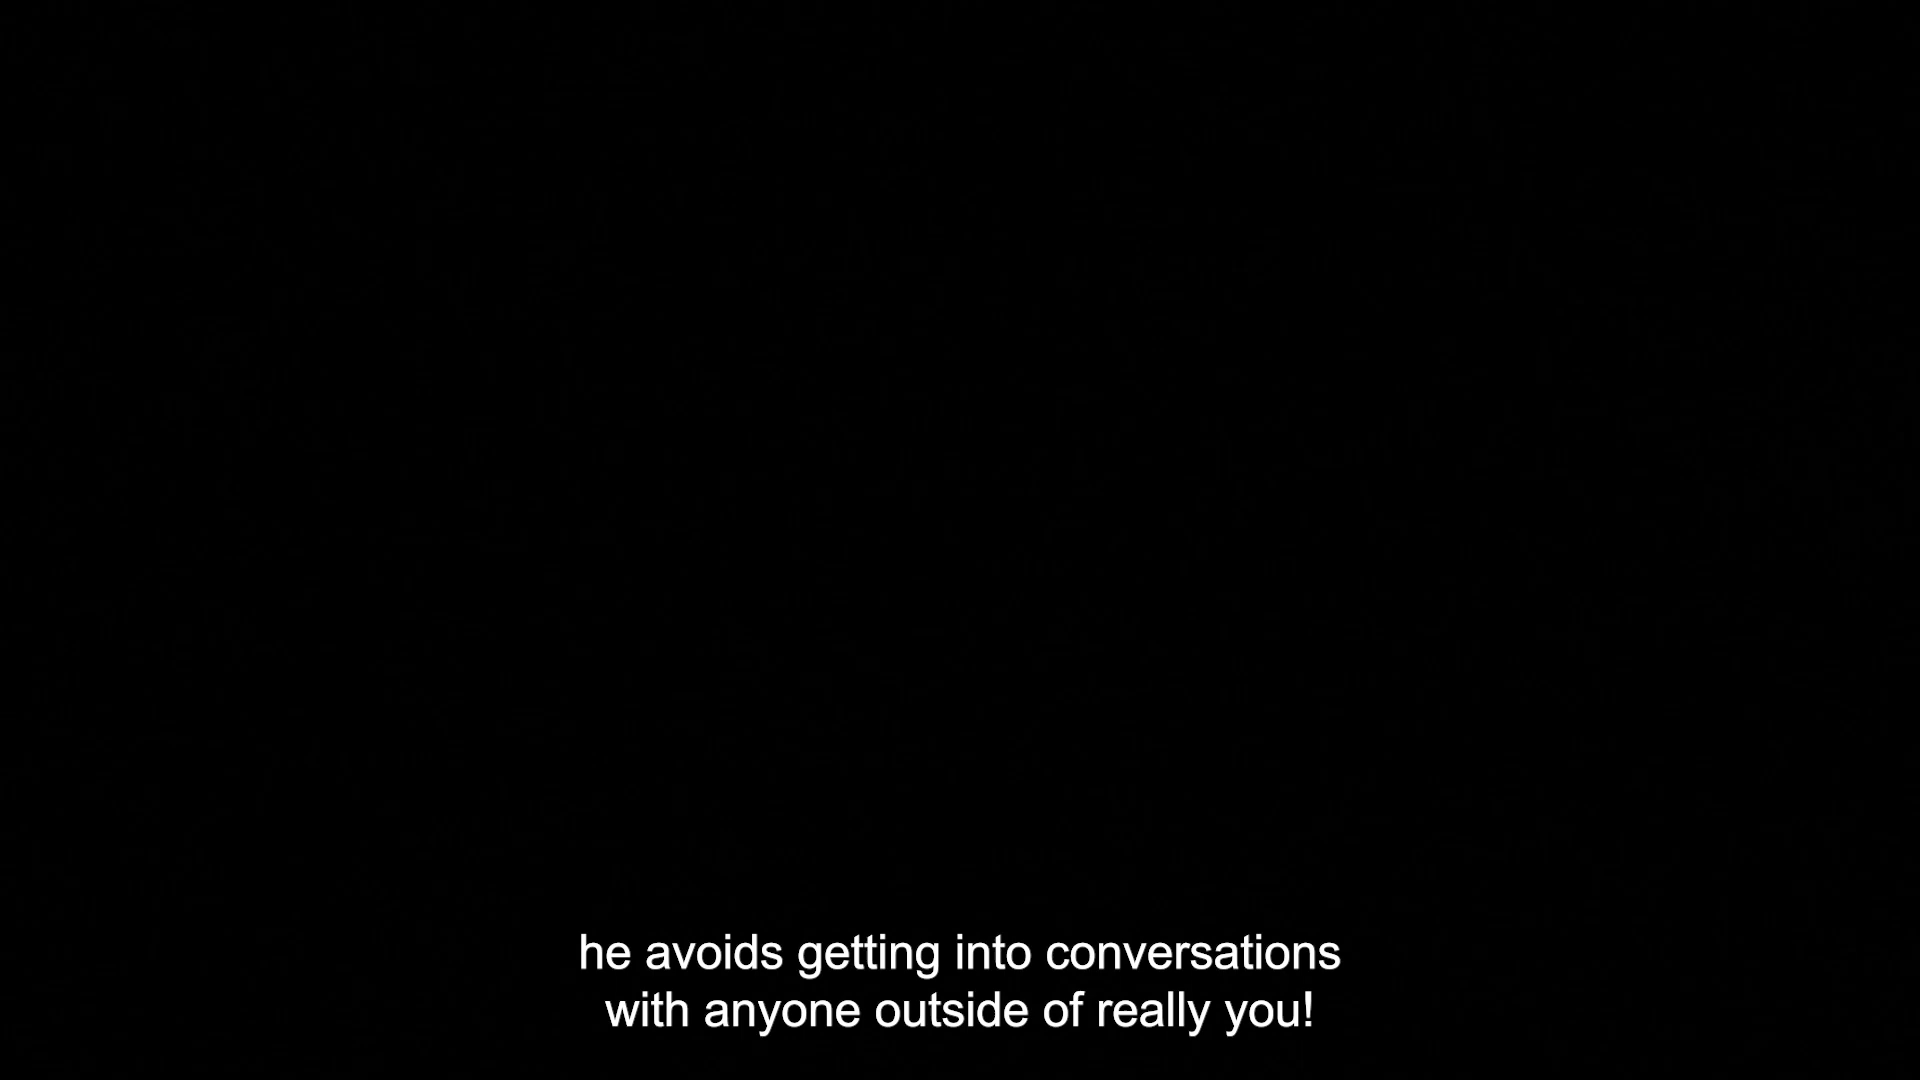 he avoids getting into conversations
with anyone outside of really you!